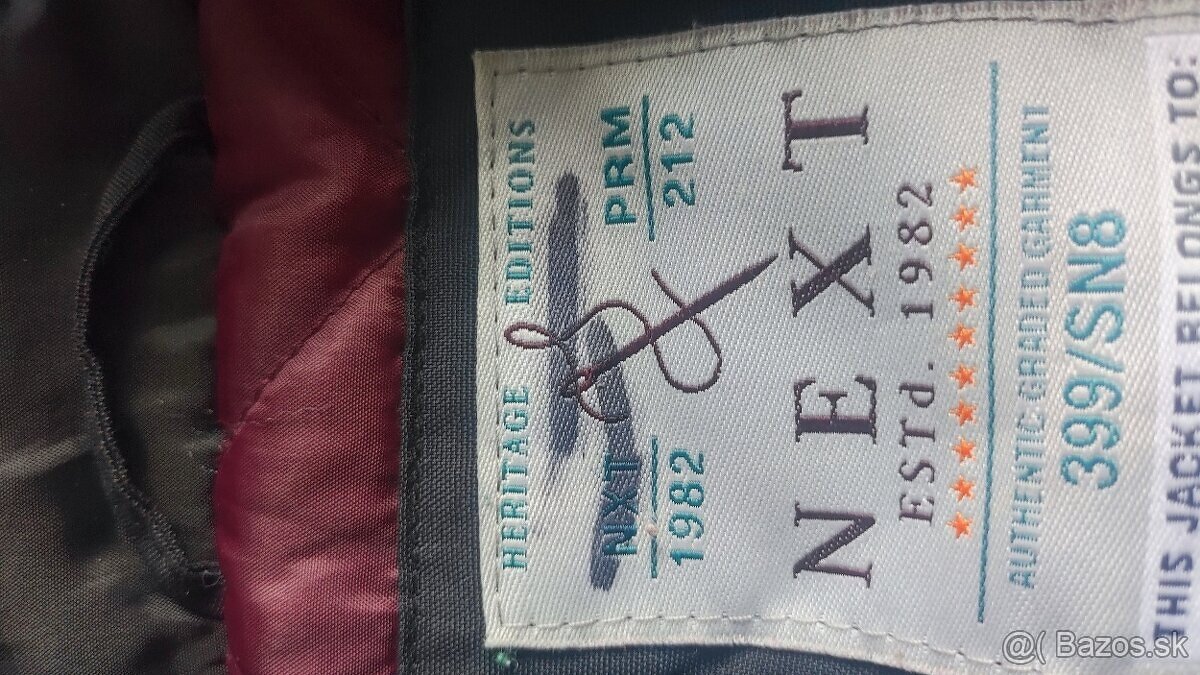 HERITAGE EDITIONS
NXT PRM
1982 212
NEXT
ESTd. 1982
AUTHENTIC GRADED GARMENT
399/SN8
THIS JACKET BELONGS TO:
@( Bazos.sk